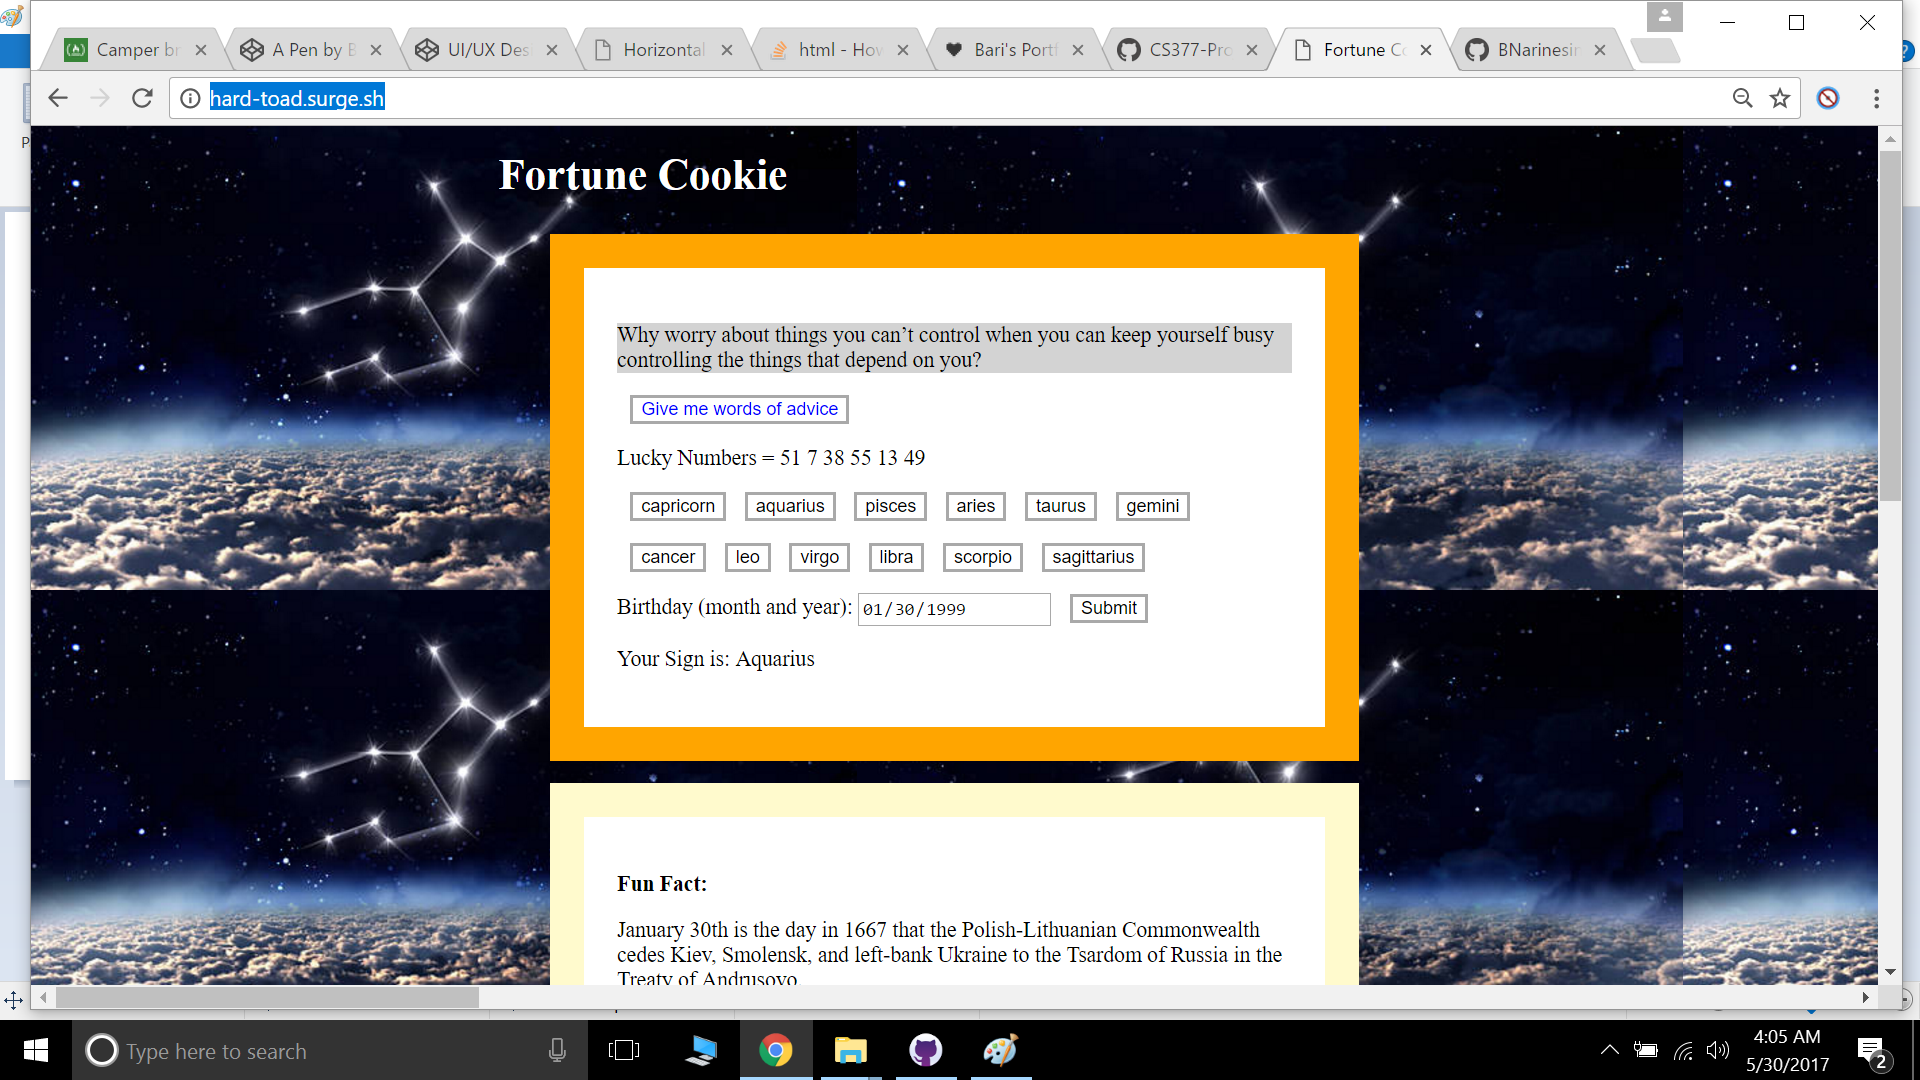 Camper br
A Pen by B
UI/UX Des
Horizontal
html - How
Bari's Portf
CS377-Pro
Fortune Co
BNarinesin
hard-toad.surge.sh
Fortune Cookie
Why worry about things you can’t control when you can keep yourself busy
controlling the things that depend on you?
Give me words of advice
Lucky Numbers = 51 7 38 55 13 49
capricorn aquarius pisces aries taurus gemini
cancer leo virgo libra scorpio sagittarius
Birthday (month and year): 01/30/1999 Submit
Your Sign is: Aquarius
Fun Fact:
January 30th is the day in 1667 that the Polish-Lithuanian Commonwealth
cedes Kiev, Smolensk, and left-bank Ukraine to the Tsardom of Russia in the
Treaty of Andrusovo.
Type here to search
4:05 AM
5/30/2017
2